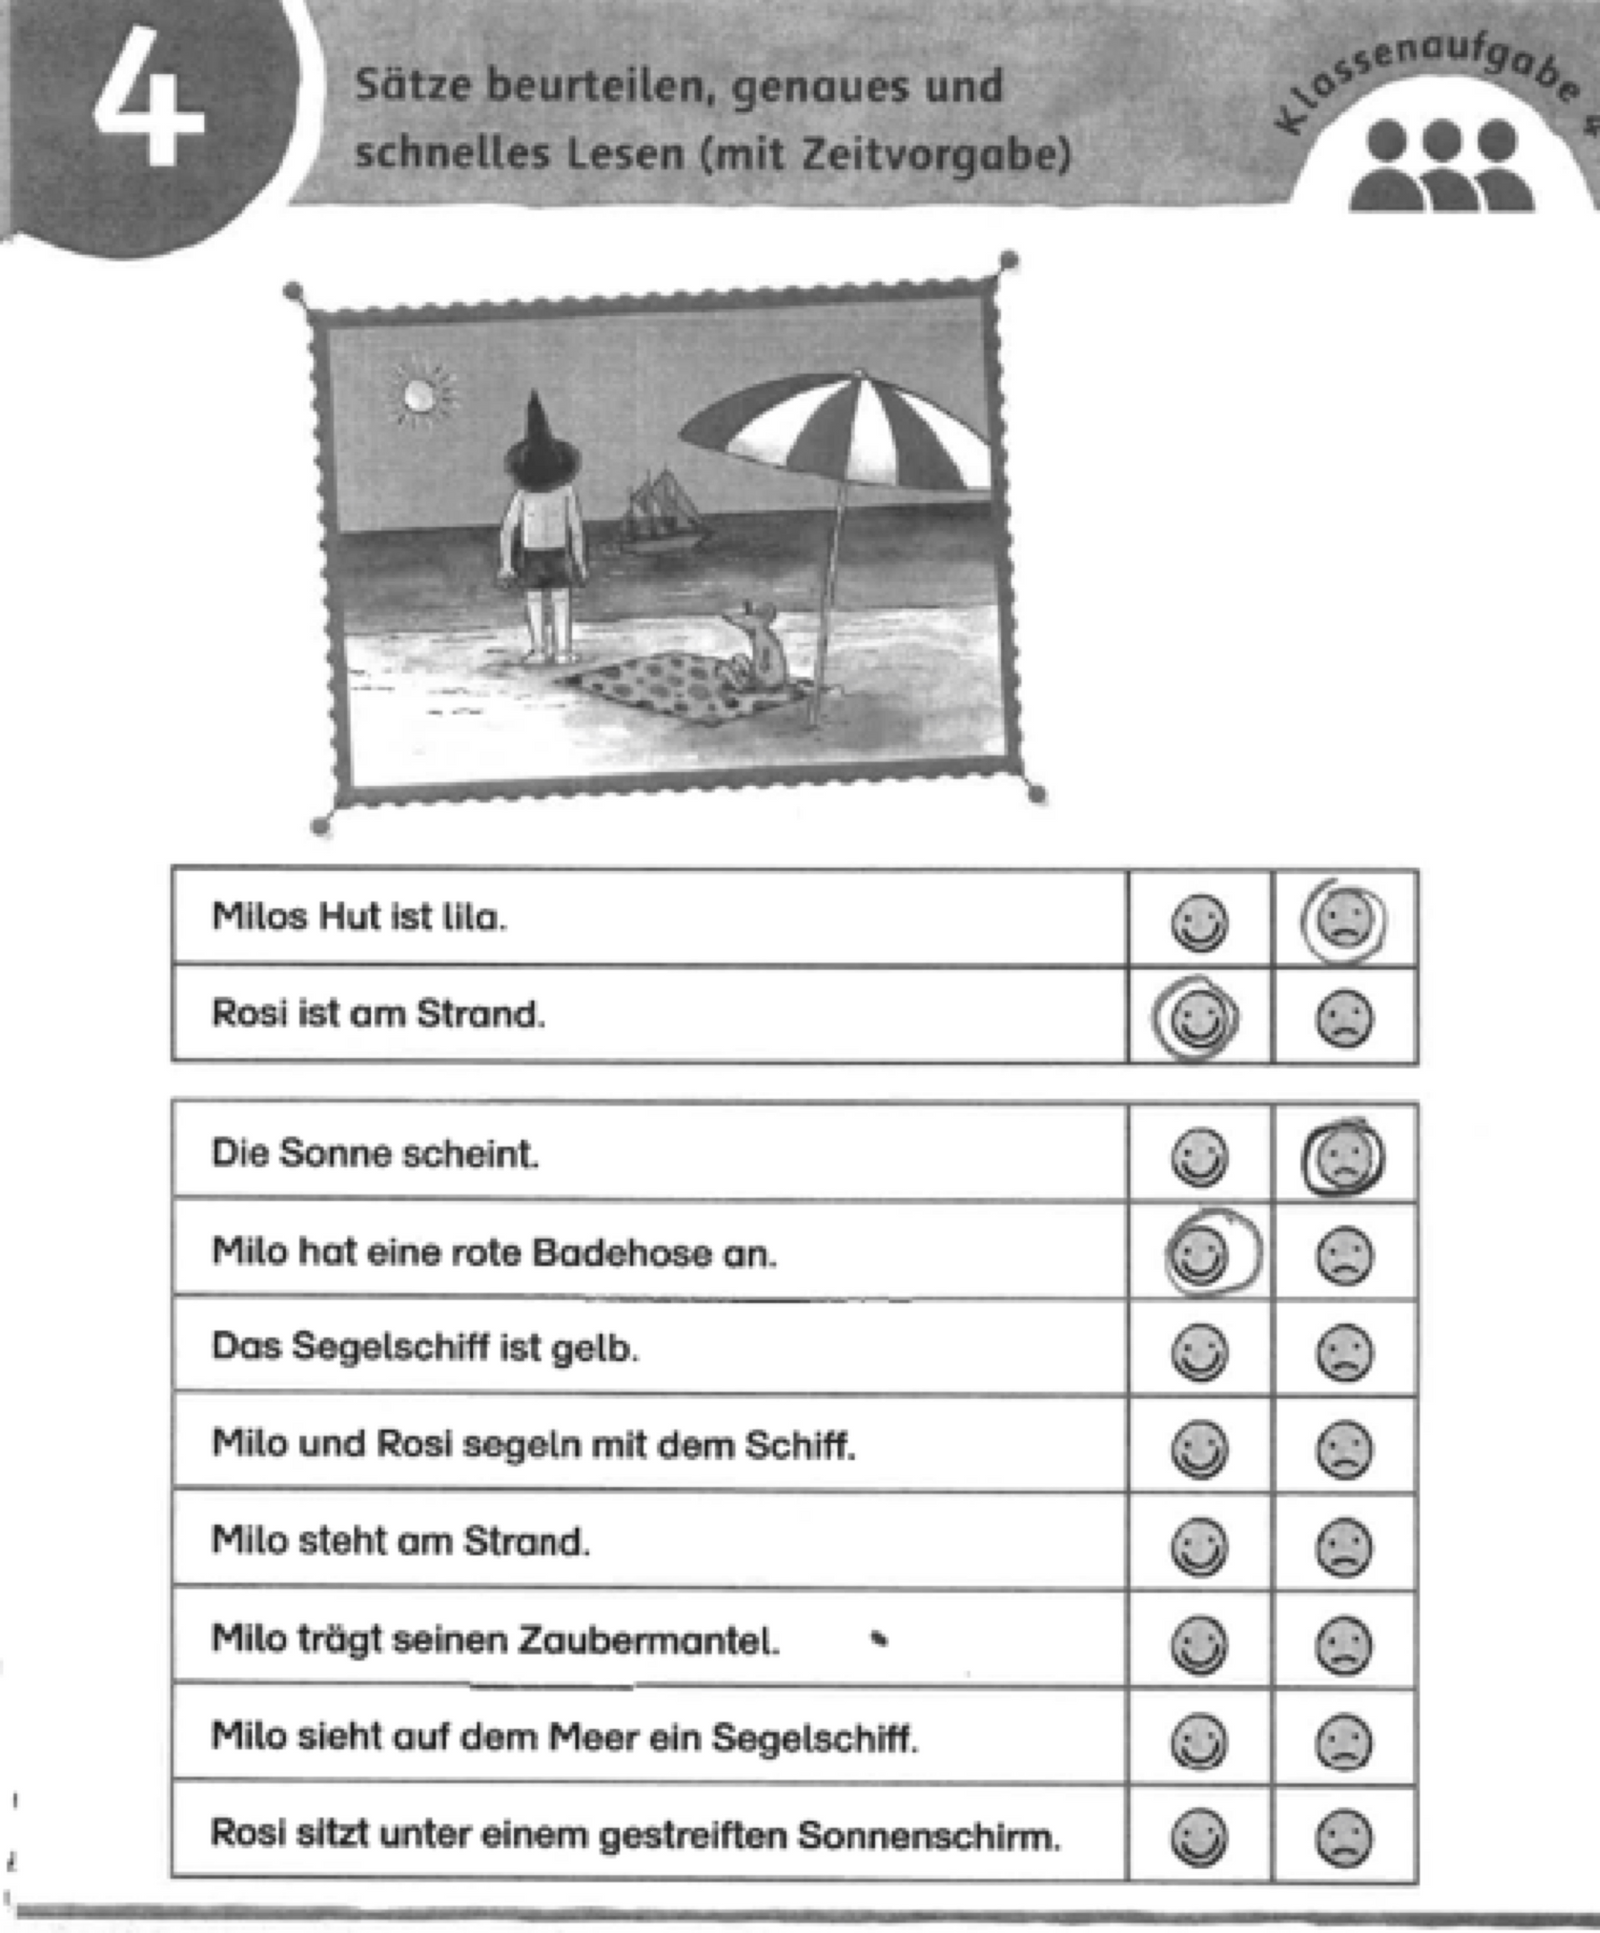 4
Sätze beurteilen, genaues und
schnelles Lesen (mit Zeitvorgabe)
Klassenaufgabe
Milos Hut ist lila.
Rosi ist am Strand.
Die Sonne scheint.
Milo hat eine rote Badehose an.
Das Segelschiff ist gelb.
Milo und Rosi segeln mit dem Schiff.
Milo steht am Strand.
Milo trägt seinen Zaubermantel.
Milo sieht auf dem Meer ein Segelschiff.
Rosi sitzt unter einem gestreiften Sonnenschirm.